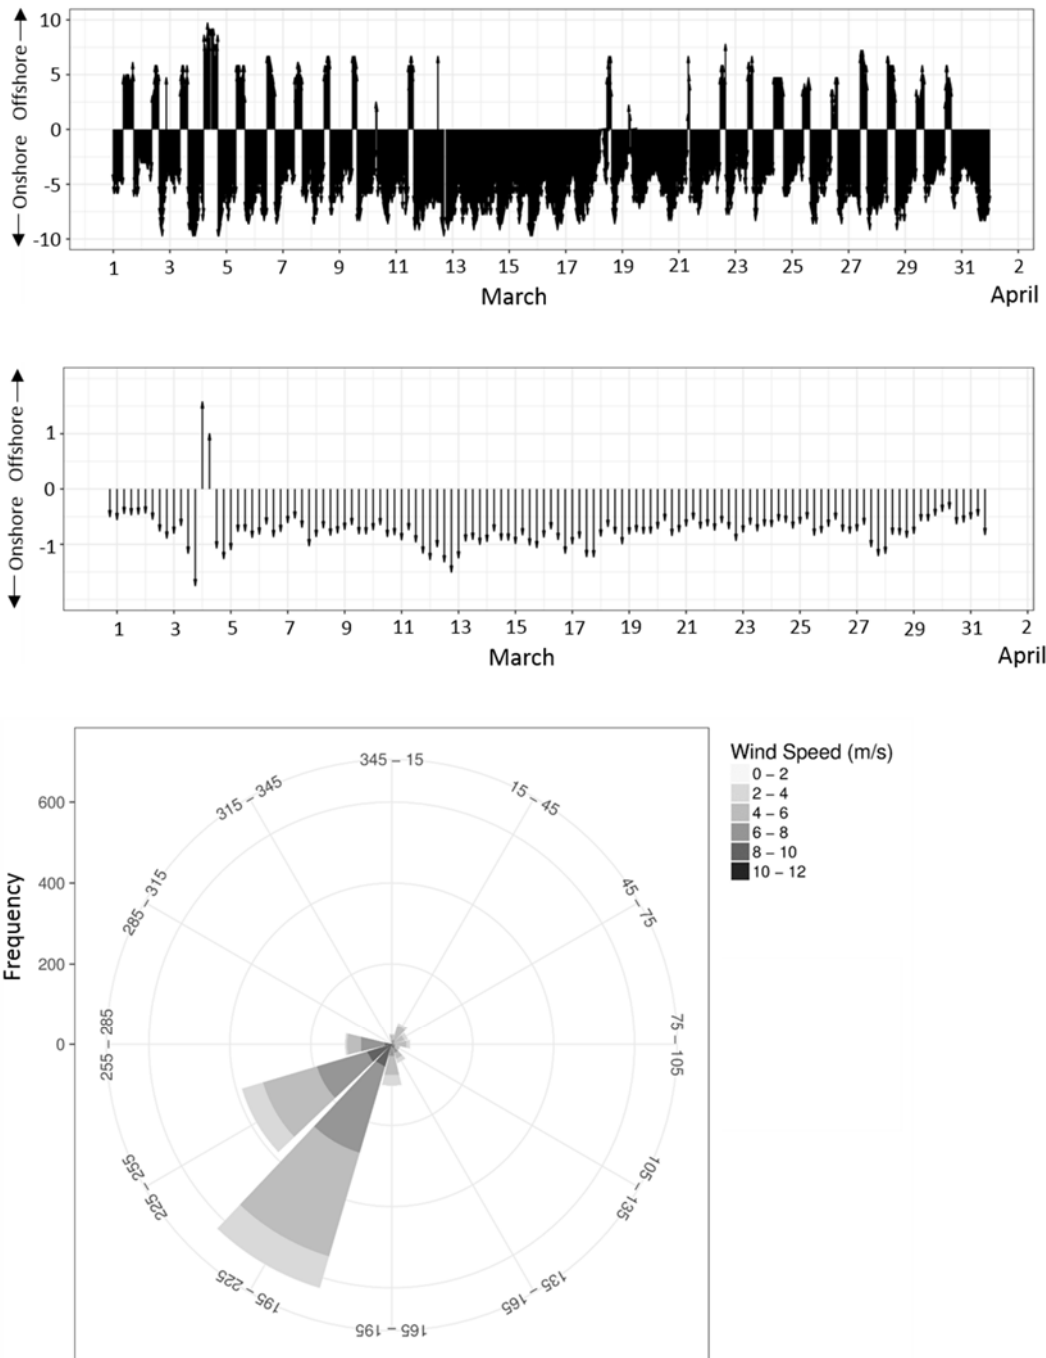 ← Onshore Offshore →
10
5
0
-5
-10
1 3 5 7 9 11 13 15 17 19 21 23 25 27 29 31 2
March April
← Onshore Offshore →
1
0
-1
1 3 5 7 9 11 13 15 17 19 21 23 25 27 29 31 2
March April
Frequency
600
400
200
0
345 – 15
15 – 45
45 – 75
75 – 105
105 – 135
135 – 165
165 – 195
195 – 225
225 – 255
255 – 285
285 – 315
315 – 345
Wind Speed (m/s)
0 – 2
2 – 4
4 – 6
6 – 8
8 – 10
10 – 12